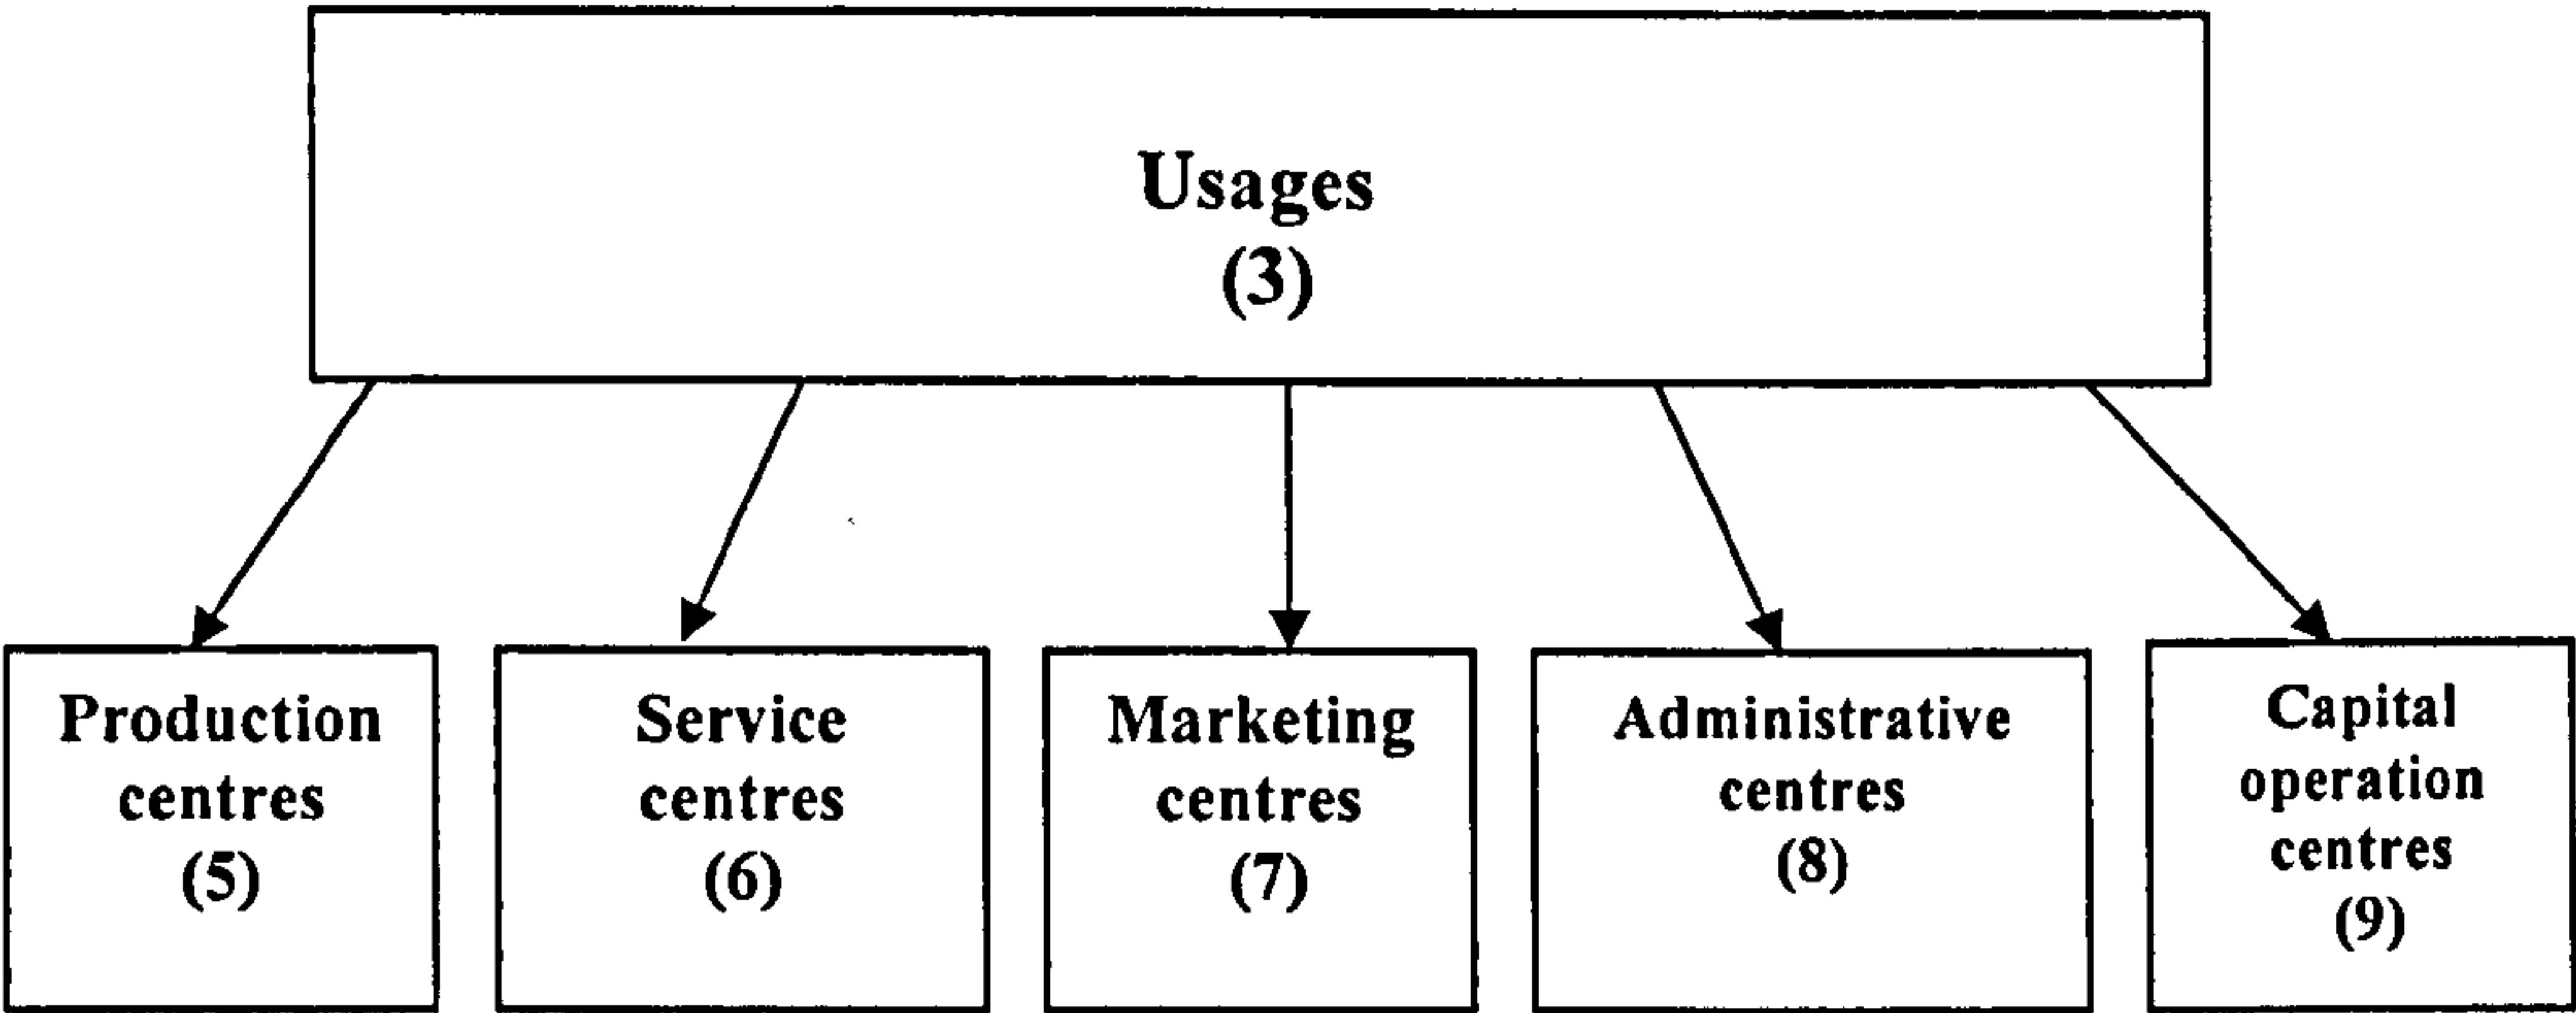 Usages
(3)
Production
centres
(5)
Service
centres
(6)
Marketing
centres
(7)
Administrative
centres
(8)
Capital
operation
centres
(9)